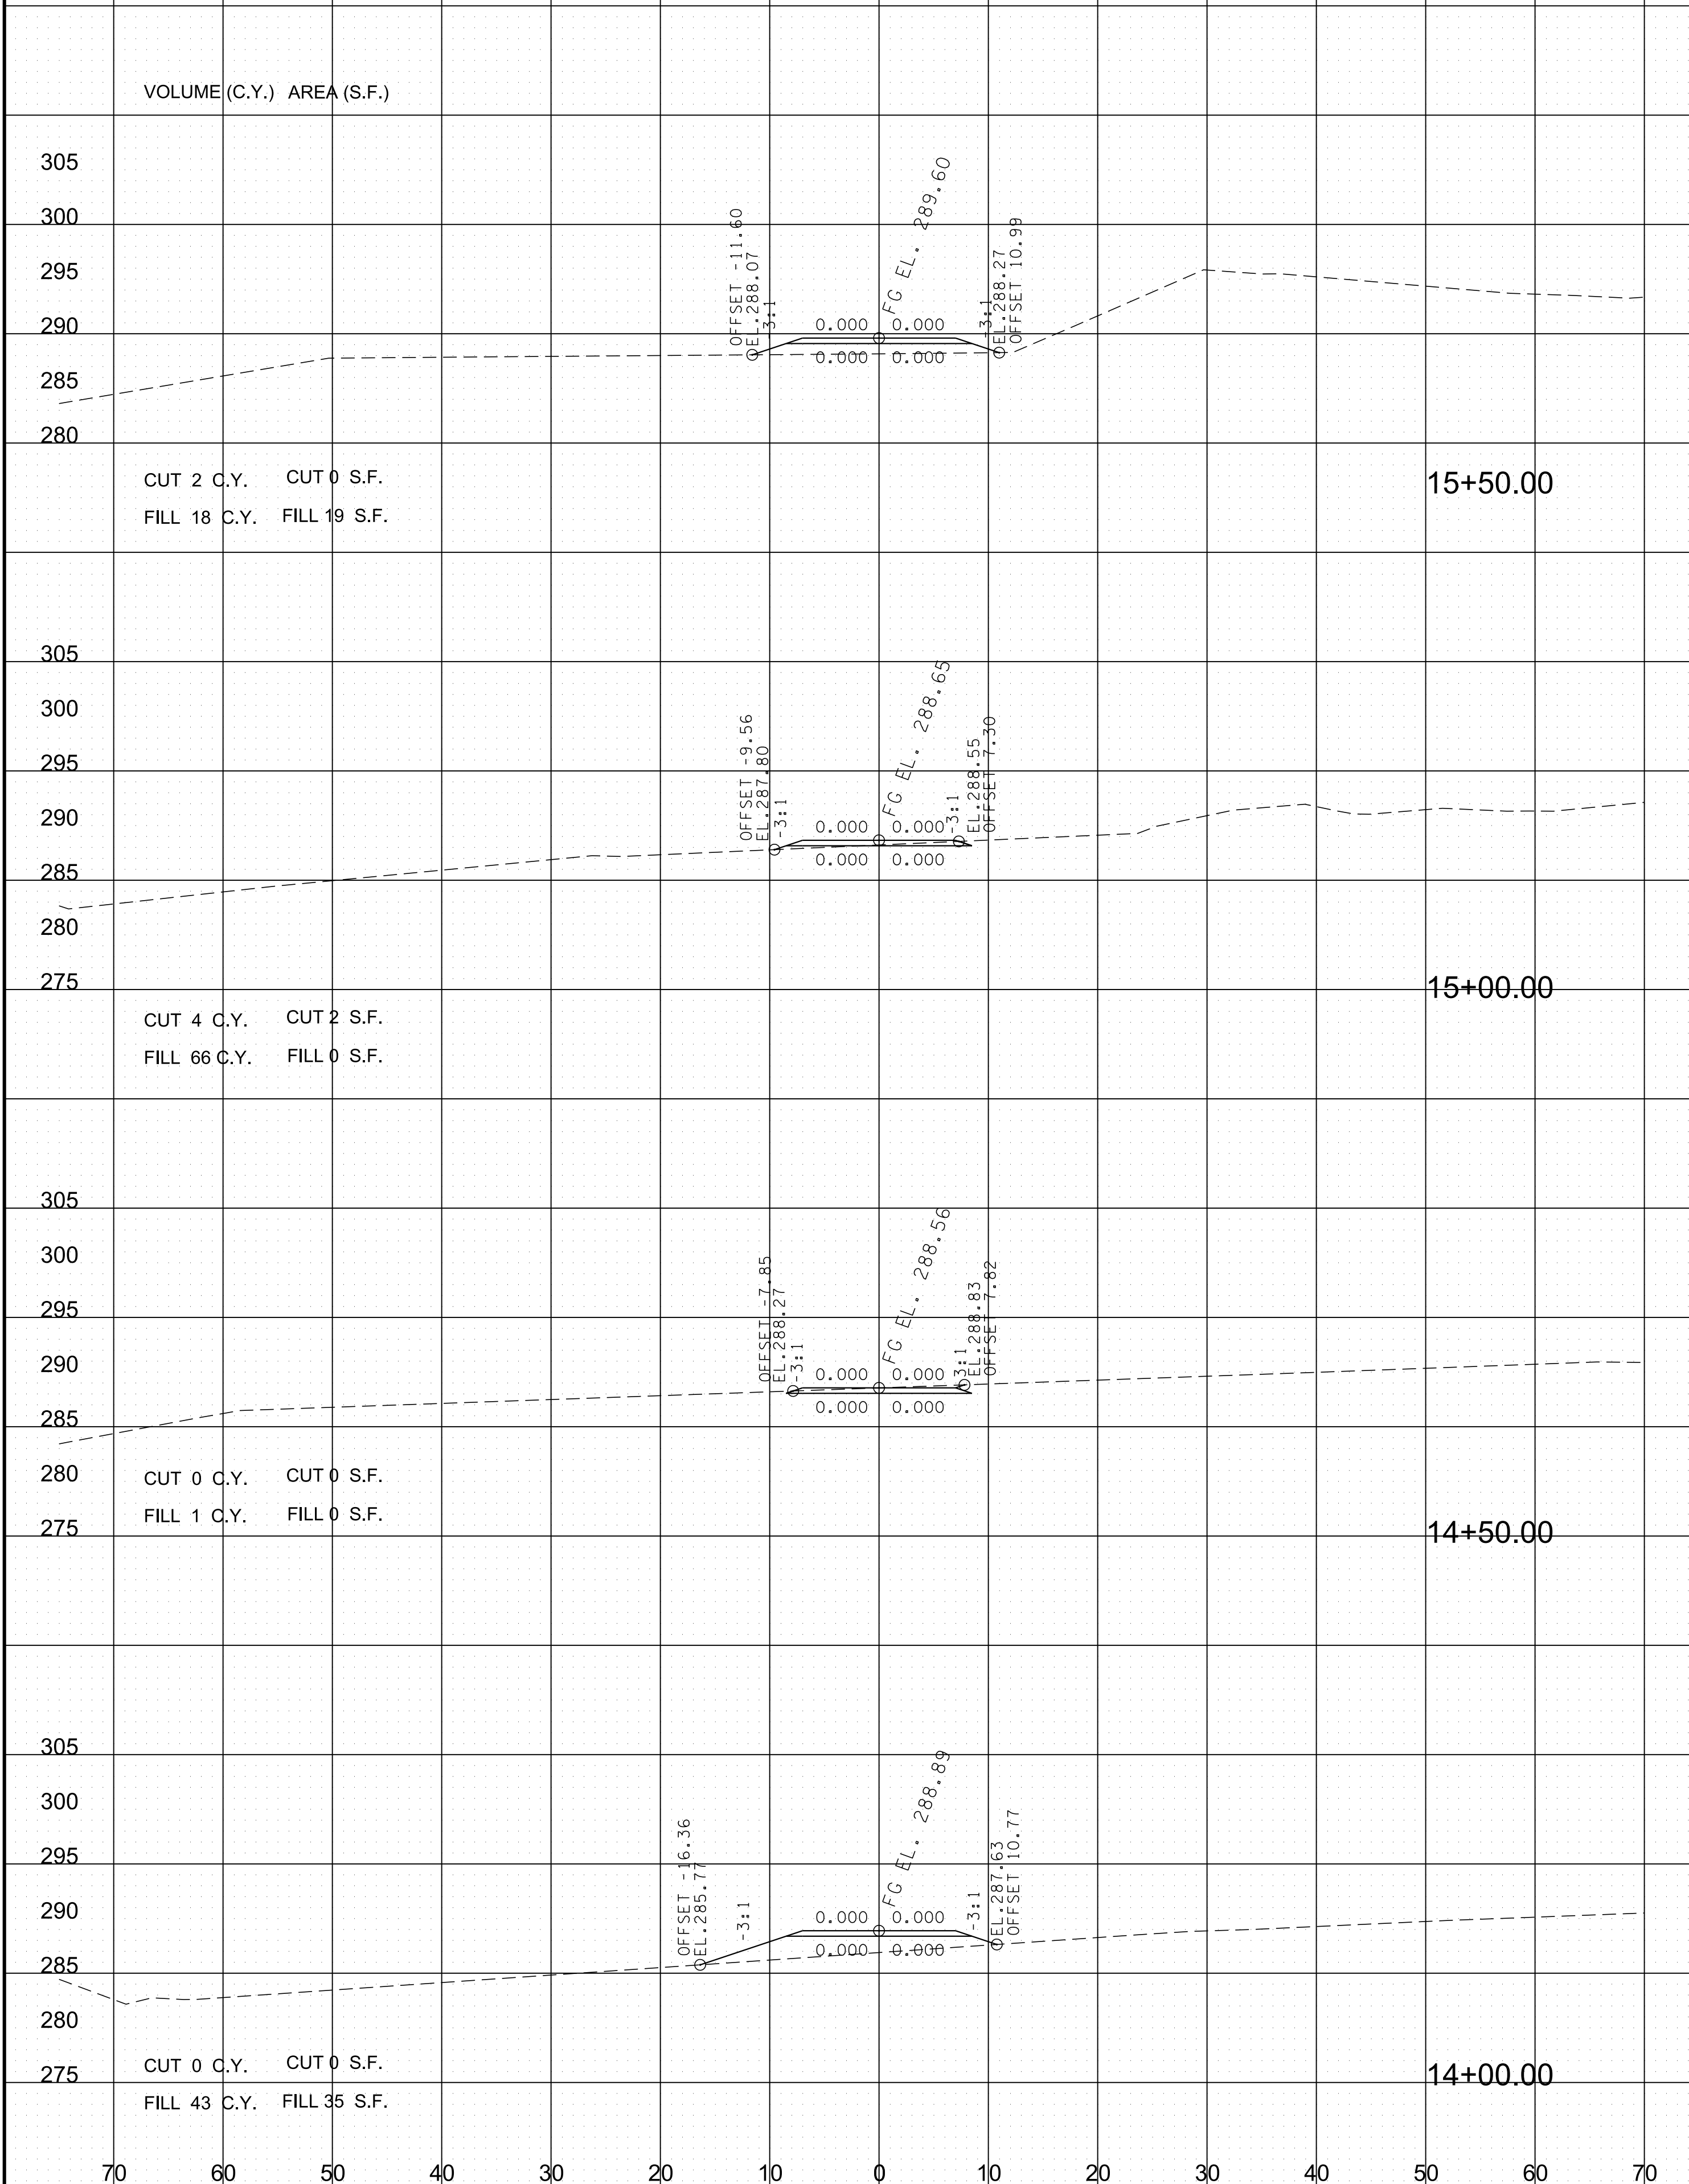 VOLUME (C.Y.) AREA (S.F.)
305
300
295
290
285
280
OFFSET -11.60
EL.288.07
-3:1
0.000 0.000
0.000 0.000
FG EL. 289.60
-3:1
EL.288.27
OFFSET 10.99
CUT 2 C.Y. CUT 0 S.F.
FILL 18 C.Y. FILL 19 S.F.
15+50.00
305
300
295
290
285
280
275
OFFSET -9.56
EL.287.80
-3:1
0.000 0.000
0.000 0.000
FG EL. 288.65
-3:1
EL.288.55
OFFSET 7.30
15+00.00
CUT 4 C.Y. CUT 2 S.F.
FILL 66 C.Y. FILL 0 S.F.
305
300
295
290
285
280
275
OFFSET -7.85
EL.288.27
-3:1
0.000 0.000
0.000 0.000
FG EL. 288.56
3:1
EL.288.83
OFFSET 7.82
CUT 0 C.Y. CUT 0 S.F.
FILL 1 C.Y. FILL 0 S.F.
14+50.00
305
300
295
290
285
280
275
OFFSET -16.36
EL.285.77
-3:1
0.000 0.000
0.000 0.000
FG EL. 288.89
-3:1
EL.287.63
OFFSET 10.77
CUT 0 C.Y. CUT 0 S.F.
FILL 43 C.Y. FILL 35 S.F.
14+00.00
70 60 50 40 30 20 10 0 10 20 30 40 50 60 70